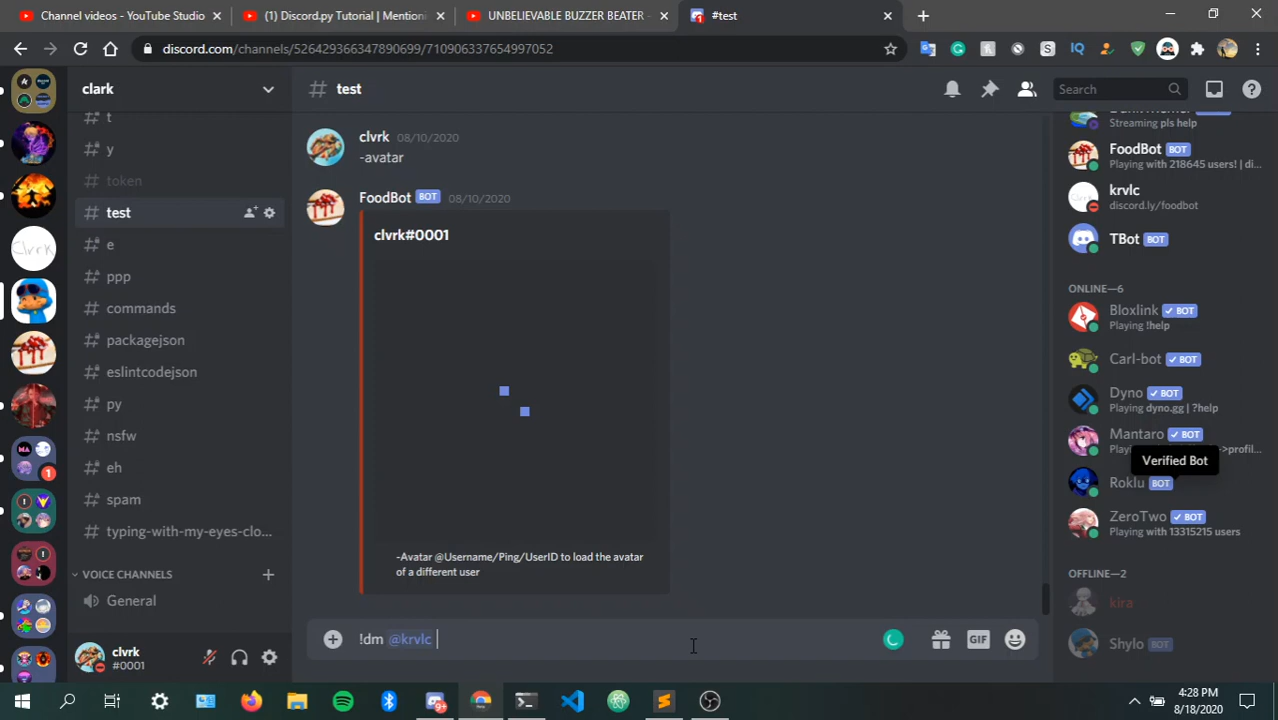 Channel videos - YouTube Studio
(1) Discord.py Tutorial | Mention
UNBELIEVABLE BUZZER BEATER -
#test
discord.com/channels/526429366347890699/710906337654997052
clark
# test
Search
t
y
token
# test
# e
# ppp
# commands
# packagejson
# eslintcodejson
# py
# nsfw
# eh
# spam
# typing-with-my-eyes-clo...
VOICE CHANNELS
General
clvrk
#0001
clvrk 08/10/2020
-avatar
FoodBot BOT 08/10/2020
clvrk#0001
-Avatar @Username/Ping/UserID to load the avatar
of a different user
!dm @krvlc
GIF
Streaming pls help
FoodBot BOT
Playing with 218645 users! | di...
krvlc
discord.ly/foodbot
TBot BOT
ONLINE—6
Bloxlink BOT
Playing !help
Carl-bot BOT
Dyno BOT
Playing dyno.gg | ?help
Mantaro BOT
Verified Bot
Roklu BOT
ZeroTwo BOT
Playing with 13315215 users
OFFLINE—2
kira
Shylo BOT
4:28 PM
8/18/2020